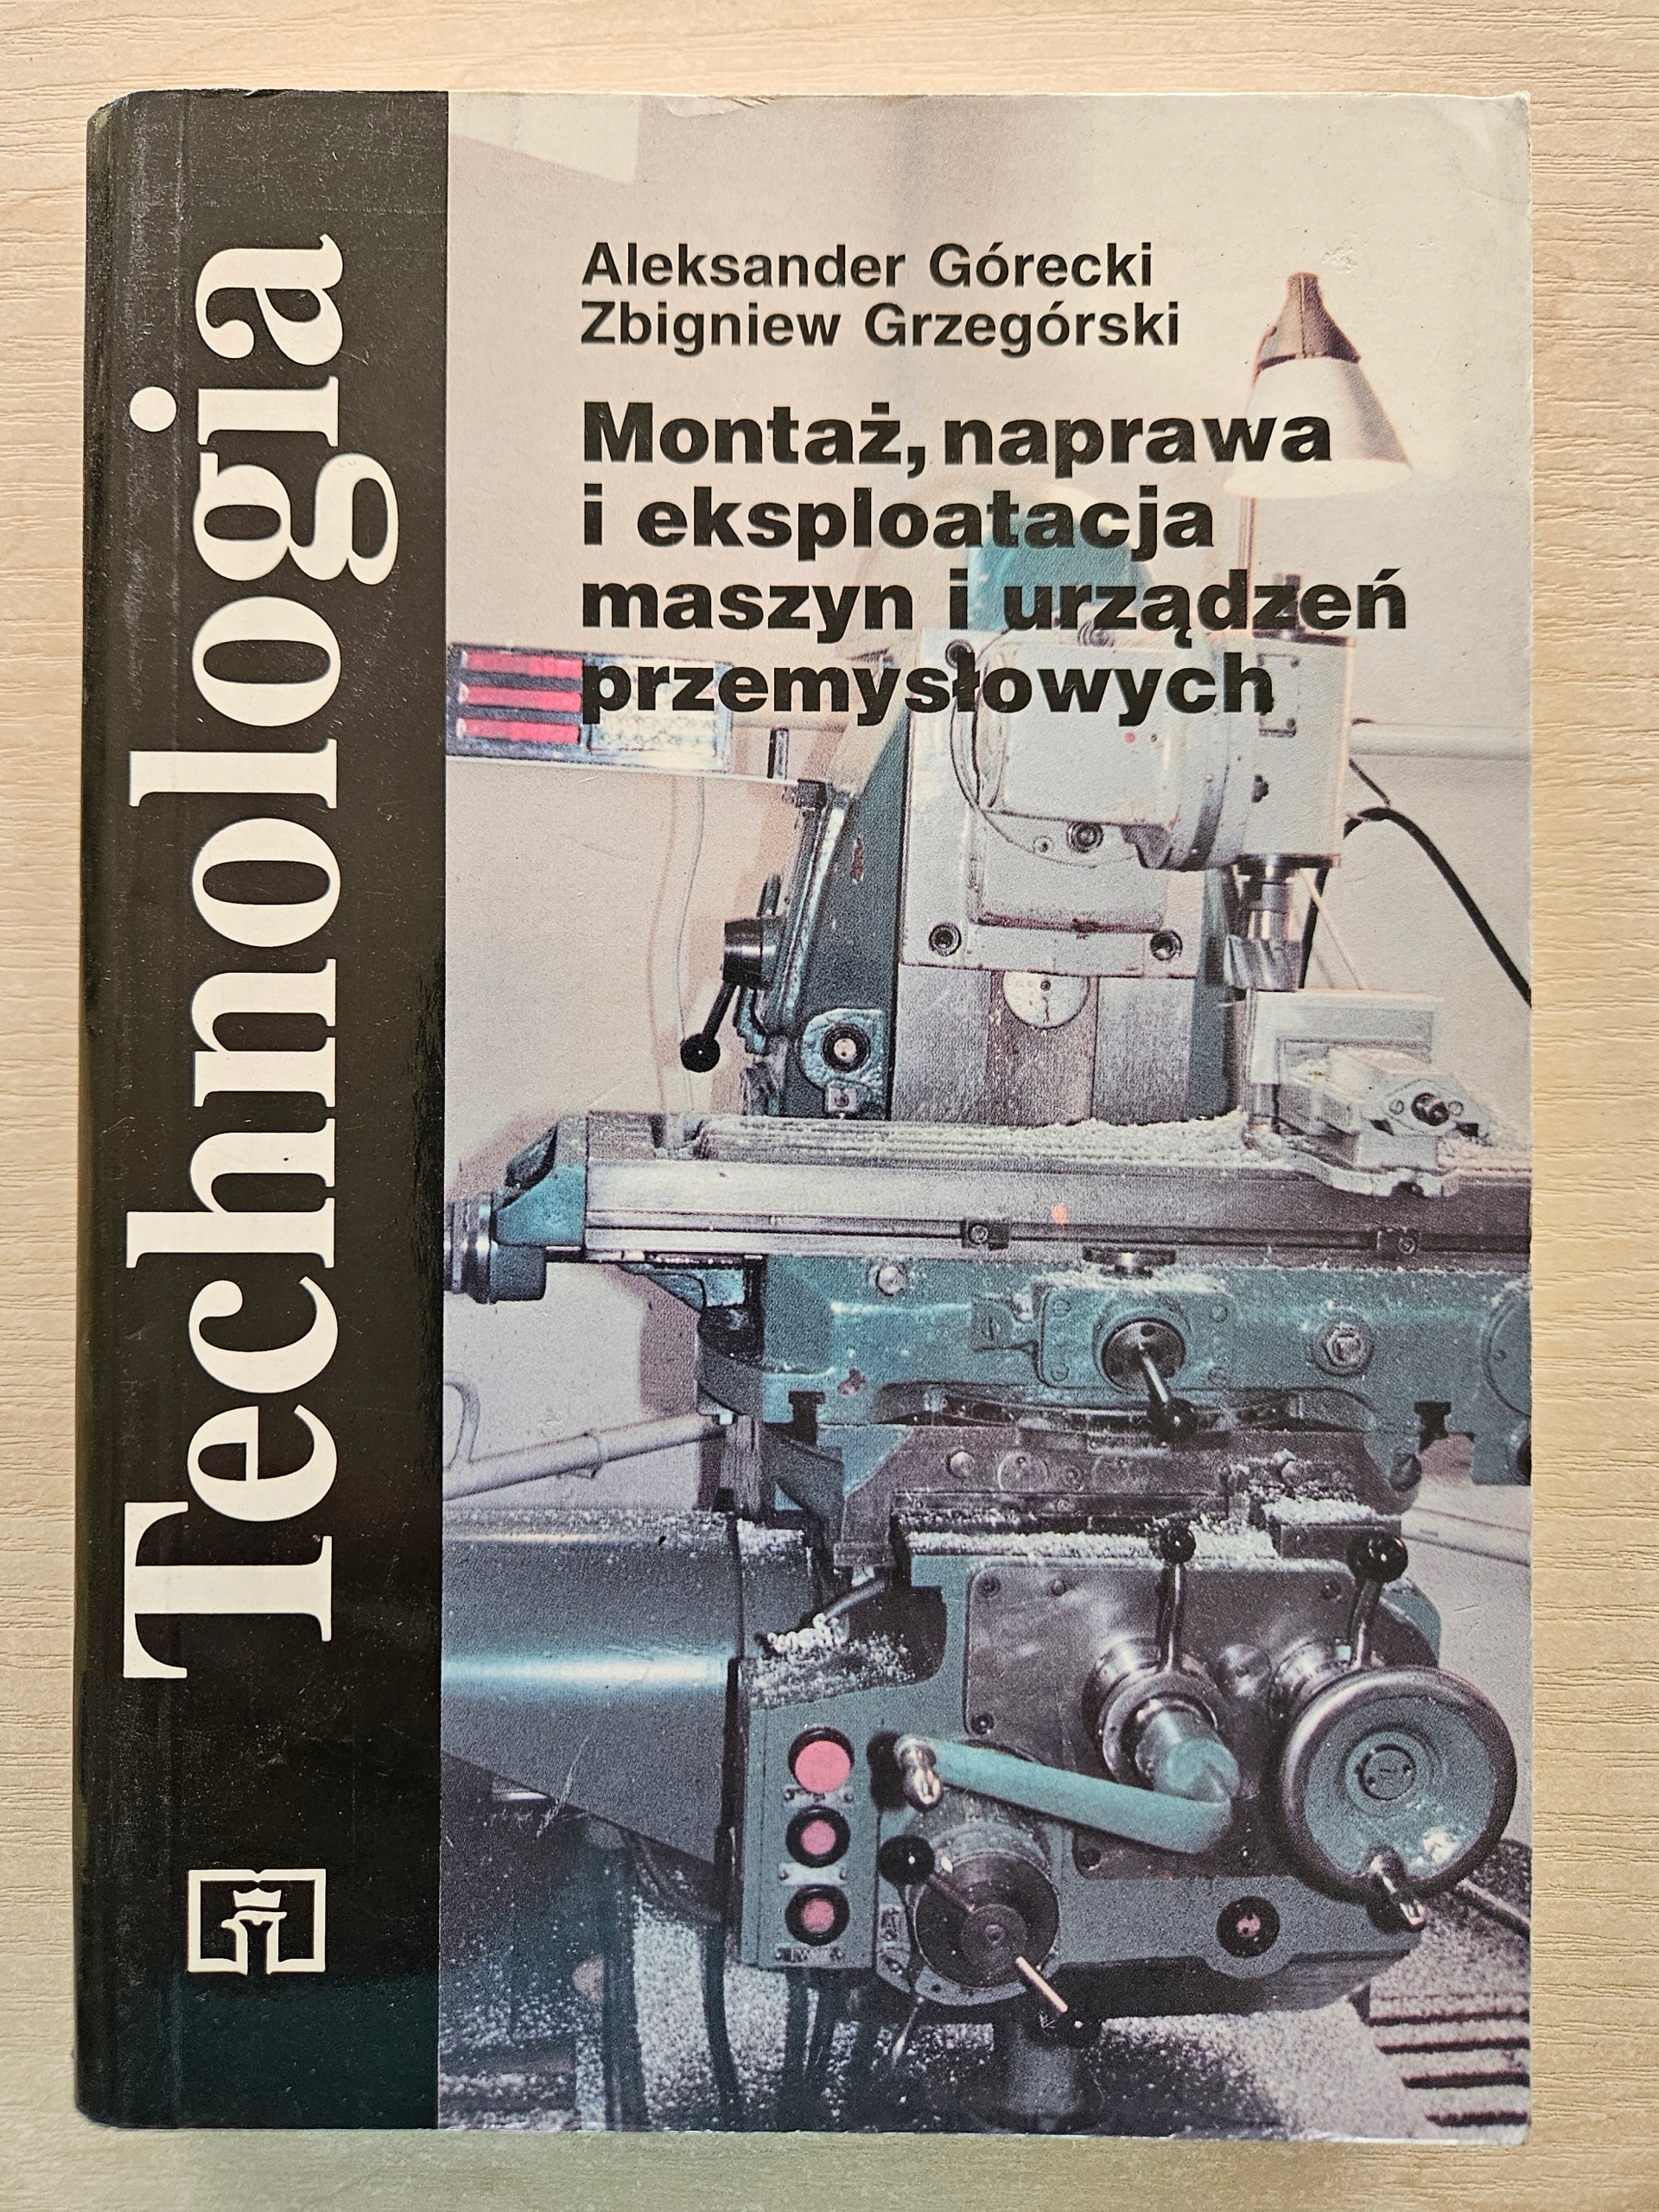 Technologia
Aleksander Górecki
Zbigniew Grzegórski
Montaż, naprawa
i eksploatacja
maszyn i urządzeń
przemysłowych